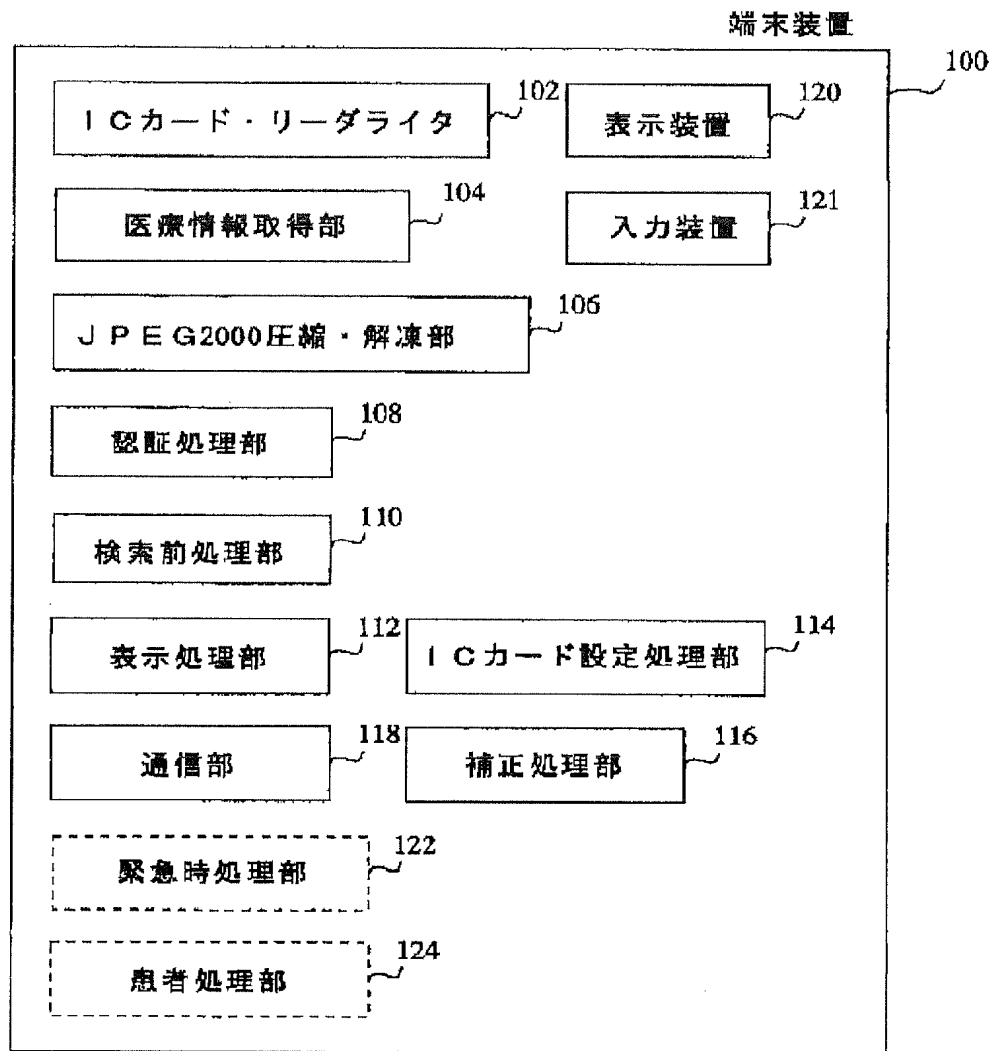 端末装置
100
ICカード・リーダライタ
102
表示装置
120
医療情報取得部
104
入力装置
121
JPEG2000圧縮・解凍部
106
認証処理部
108
検索前処理部
110
表示処理部
112
ICカード設定処理部
114
通信部
118
補正処理部
116
緊急時処理部
122
患者処理部
124